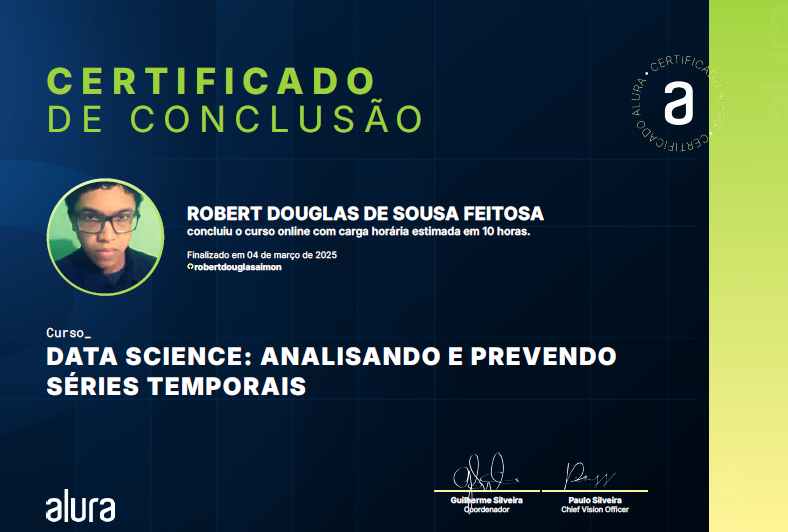 CERTIFICADO
DE CONCLUSÃO
CERTIFICADO ALURA • CERTIFICADO ALURA •
a
ROBERT DOUGLAS DE SOUSA FEITOSA
concluiu o curso online com carga horária estimada em 10 horas.
Finalizado em 04 de março de 2025
robertdouglasaimon
Curso_
DATA SCIENCE: ANALISANDO E PREVENDO
SÉRIES TEMPORAIS
alura
Guilherme Silveira
Coordenador
Paulo Silveira
Chief Vision Officer